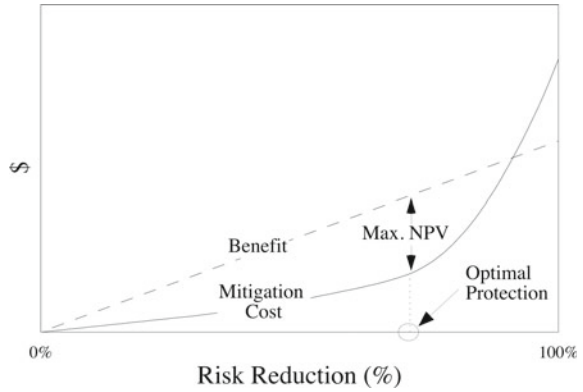 $
Benefit
Max. NPV
Mitigation
Cost
Optimal
Protection
0%
100%
Risk Reduction (%)